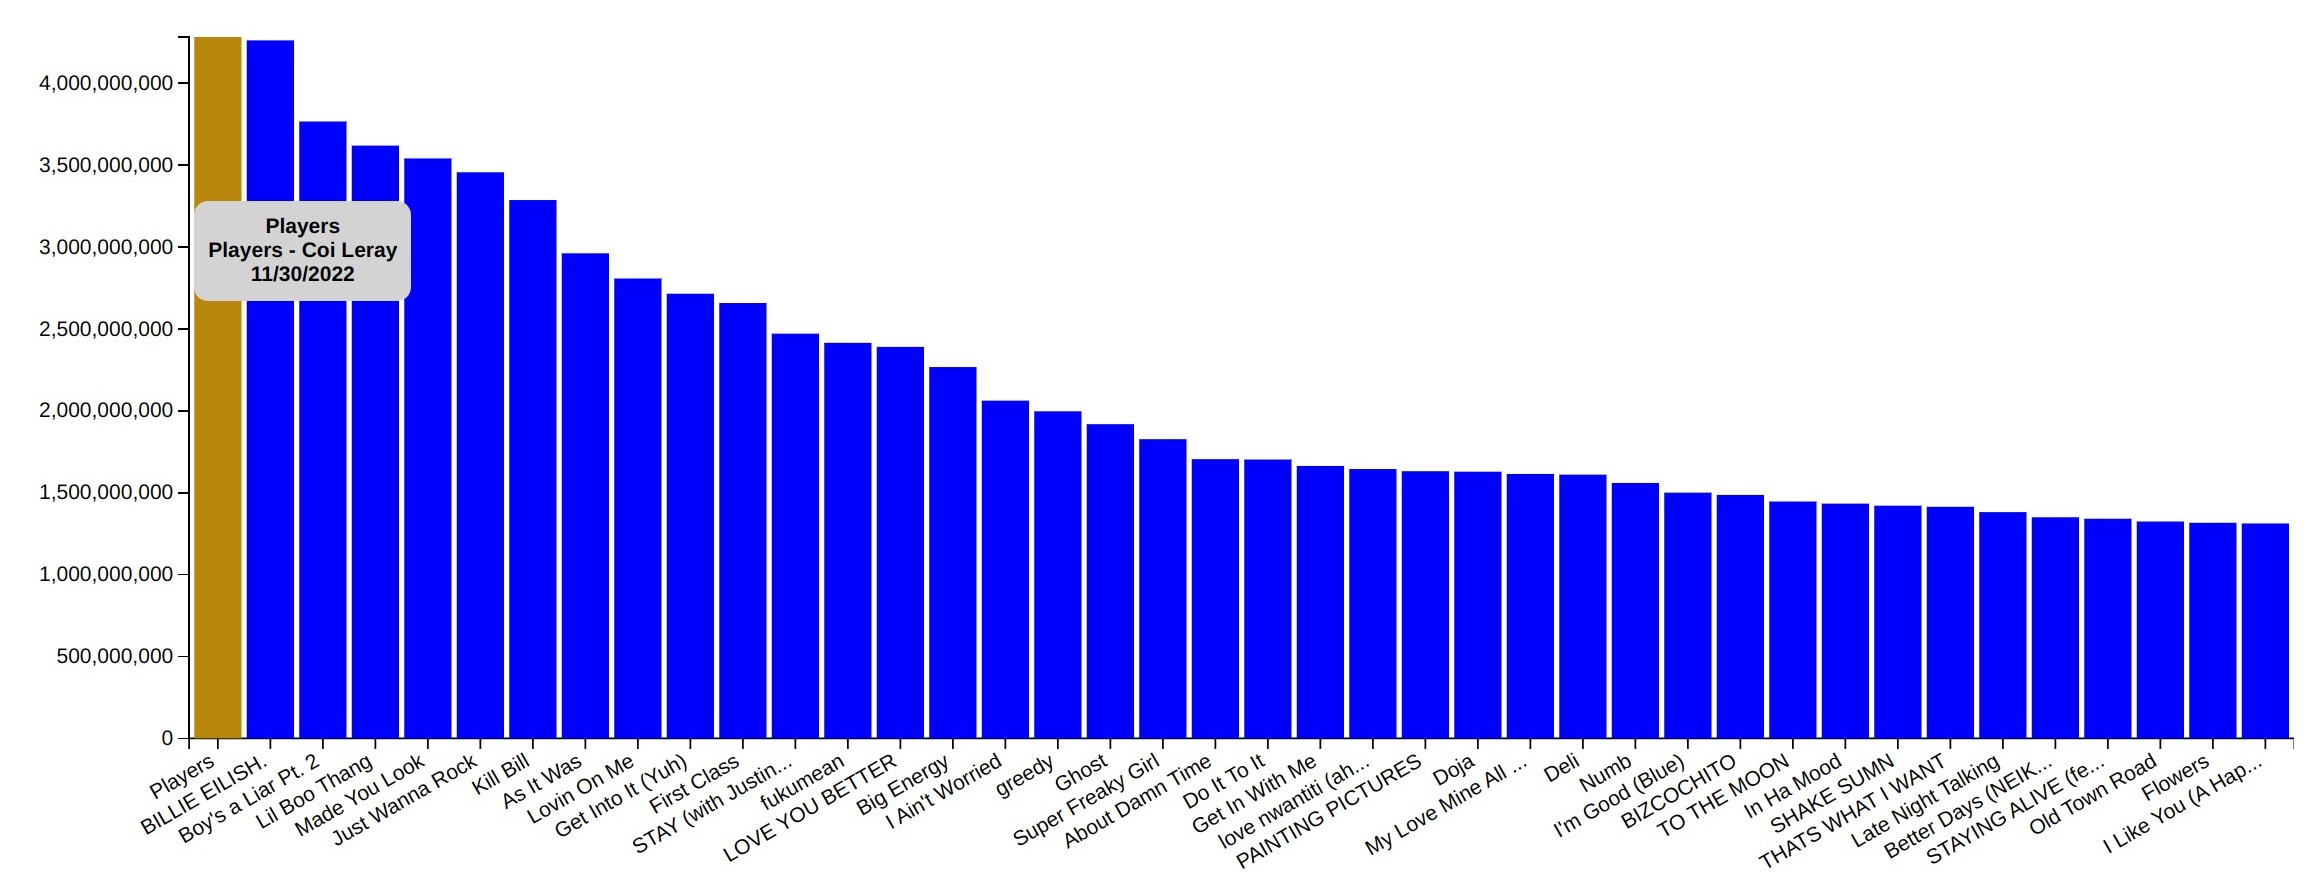 4,000,000,000
3,500,000,000
3,000,000,000
2,500,000,000
2,000,000,000
1,500,000,000
1,000,000,000
500,000,000
0
Players
Players - Coi Leray
11/30/2022
Players
BILLIE EILISH.
Boy's a Liar Pt. 2
Lil Boo Thang
Made You Look
Just Wanna Rock
Kill Bill
As It Was
Lovin On Me
Get Into It (Yuh)
First Class
STAY (with Justin...
fukumean
LOVE YOU BETTER
Big Energy
I Ain't Worried
greedy
Ghost
Super Freaky Girl
About Damn Time
Do It To It
Get In With Me
love nwantiti (ah...
PAINTING PICTURES
Doja
My Love Mine All ...
Deli
Numb
I'm Good (Blue)
BIZCOCHITO
TO THE MOON
In Ha Mood
SHAKE SUMN
THATS WHAT I WANT
Late Night Talking
Better Days (NEIK...
STAYING ALIVE (fe...
Old Town Road
Flowers
I Like You (A Hap...